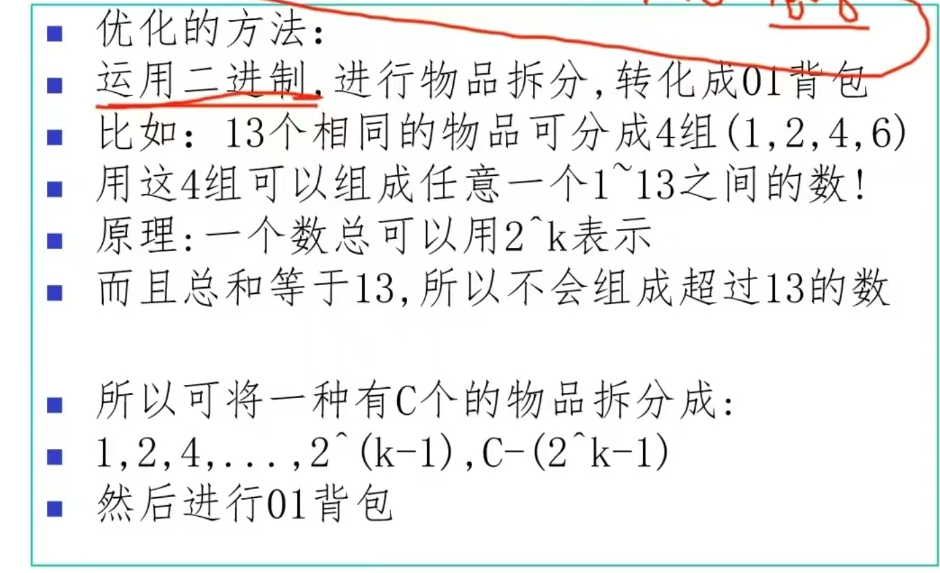 优化的方法:
运用二进制,进行物品拆分,转化成01背包
比如: 13个相同的物品可分成4组(1,2,4,6)
用这4组可以组成任意一个1~13之间的数!
原理:一个数总可以用2^k表示
而且总和等于13,所以不会组成超过13的数
所以可将一种有C个的物品拆分成:
1,2,4,...,2^(k-1),C-(2^k-1)
然后进行01背包